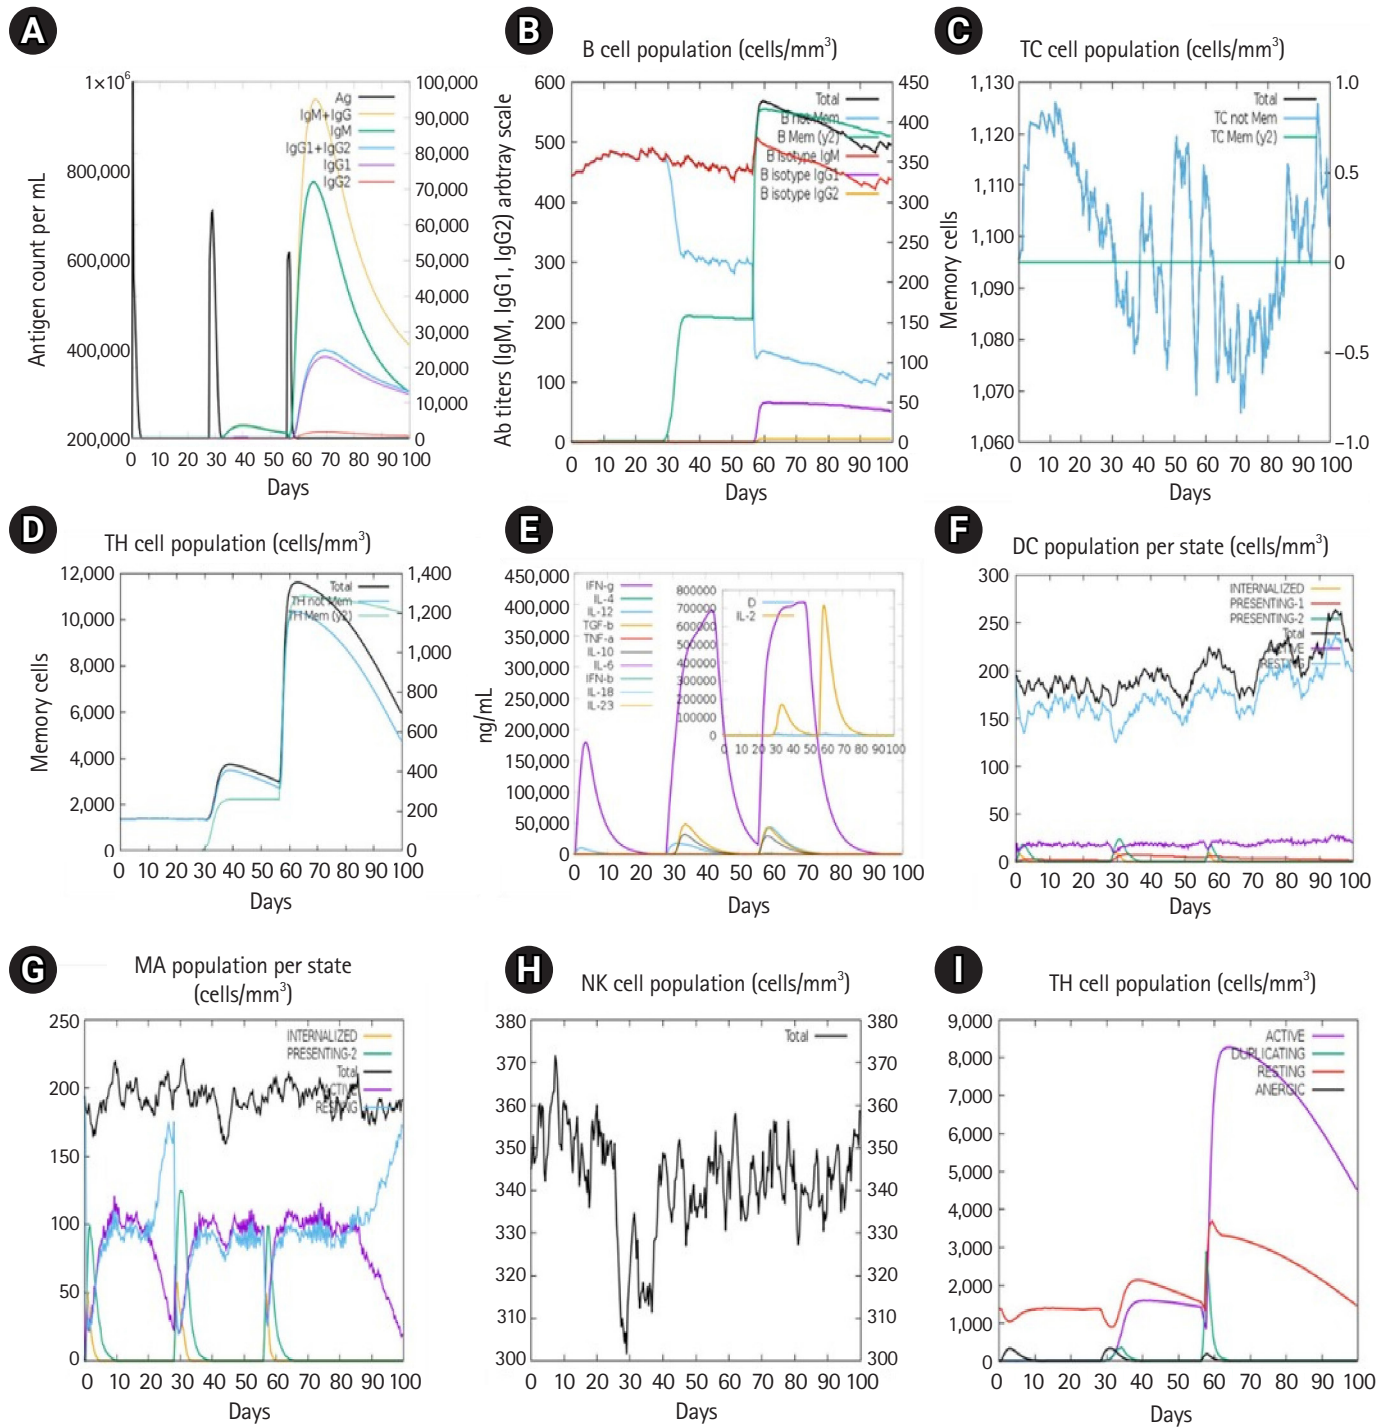 A
1×10⁶
800,000
600,000
400,000
200,000
100,000
90,000
80,000
70,000
60,000
50,000
40,000
30,000
20,000
10,000
0
Antigen count per mL
Ag
IgM+IgG
IgM
IgG1+IgG2
IgG1
IgG2
0 10 20 30 40 50 60 70 80 90 100
Days
B
B cell population (cells/mm³)
Ab titers (IgM, IgG1, IgG2) arbtray scale
600
500
400
300
200
100
0
450
400
350
300
250
200
150
100
50
0
Total
B not Mem
B Mem (y2)
B isotype IgM
B isotype IgG1
B isotype IgG2
0 10 20 30 40 50 60 70 80 90 100
Days
C
TC cell population (cells/mm³)
Memory cells
1,130
1,120
1,110
1,100
1,090
1,080
1,070
1,060
1.0
0.5
0
−0.5
−1.0
Total
TC not Mem
TC Mem (y2)
0 10 20 30 40 50 60 70 80 90 100
Days
D
TH cell population (cells/mm³)
Memory cells
12,000
10,000
8,000
6,000
4,000
2,000
0
1,400
1,200
1,000
800
600
400
200
0
Total
TH not Mem
TH Mem (y2)
0 10 20 30 40 50 60 70 80 90 100
Days
E
ng/mL
450,000
400,000
350,000
300,000
250,000
200,000
150,000
100,000
50,000
0
IFN-g
IL-4
IL-12
TGF-b
TNF-a
IL-10
IL-6
IFN-b
IL-18
IL-23
800000
700000
600000
500000
400000
300000
200000
100000
0
D
IL-2
0 10 20 30 40 50 60 70 80 90 100
0 10 20 30 40 50 60 70 80 90 100
Days
F
DC population per state (cells/mm³)
300
250
200
150
100
50
0
INTERNALIZED
PRESENTING-1
PRESENTING-2
Total
ACTIVE
RESTING
0 10 20 30 40 50 60 70 80 90 100
Days
G
MA population per state
(cells/mm³)
250
200
150
100
50
0
INTERNALIZED
PRESENTING-2
Total
ACTIVE
RESTING
0 10 20 30 40 50 60 70 80 90 100
Days
H
NK cell population (cells/mm³)
380
370
360
350
340
330
320
310
300
380
370
360
350
340
330
320
310
300
Total
0 10 20 30 40 50 60 70 80 90 100
Days
I
TH cell population (cells/mm³)
9,000
8,000
7,000
6,000
5,000
4,000
3,000
2,000
1,000
0
ACTIVE
DUPLICATING
RESTING
ANERGIC
0 10 20 30 40 50 60 70 80 90 100
Days